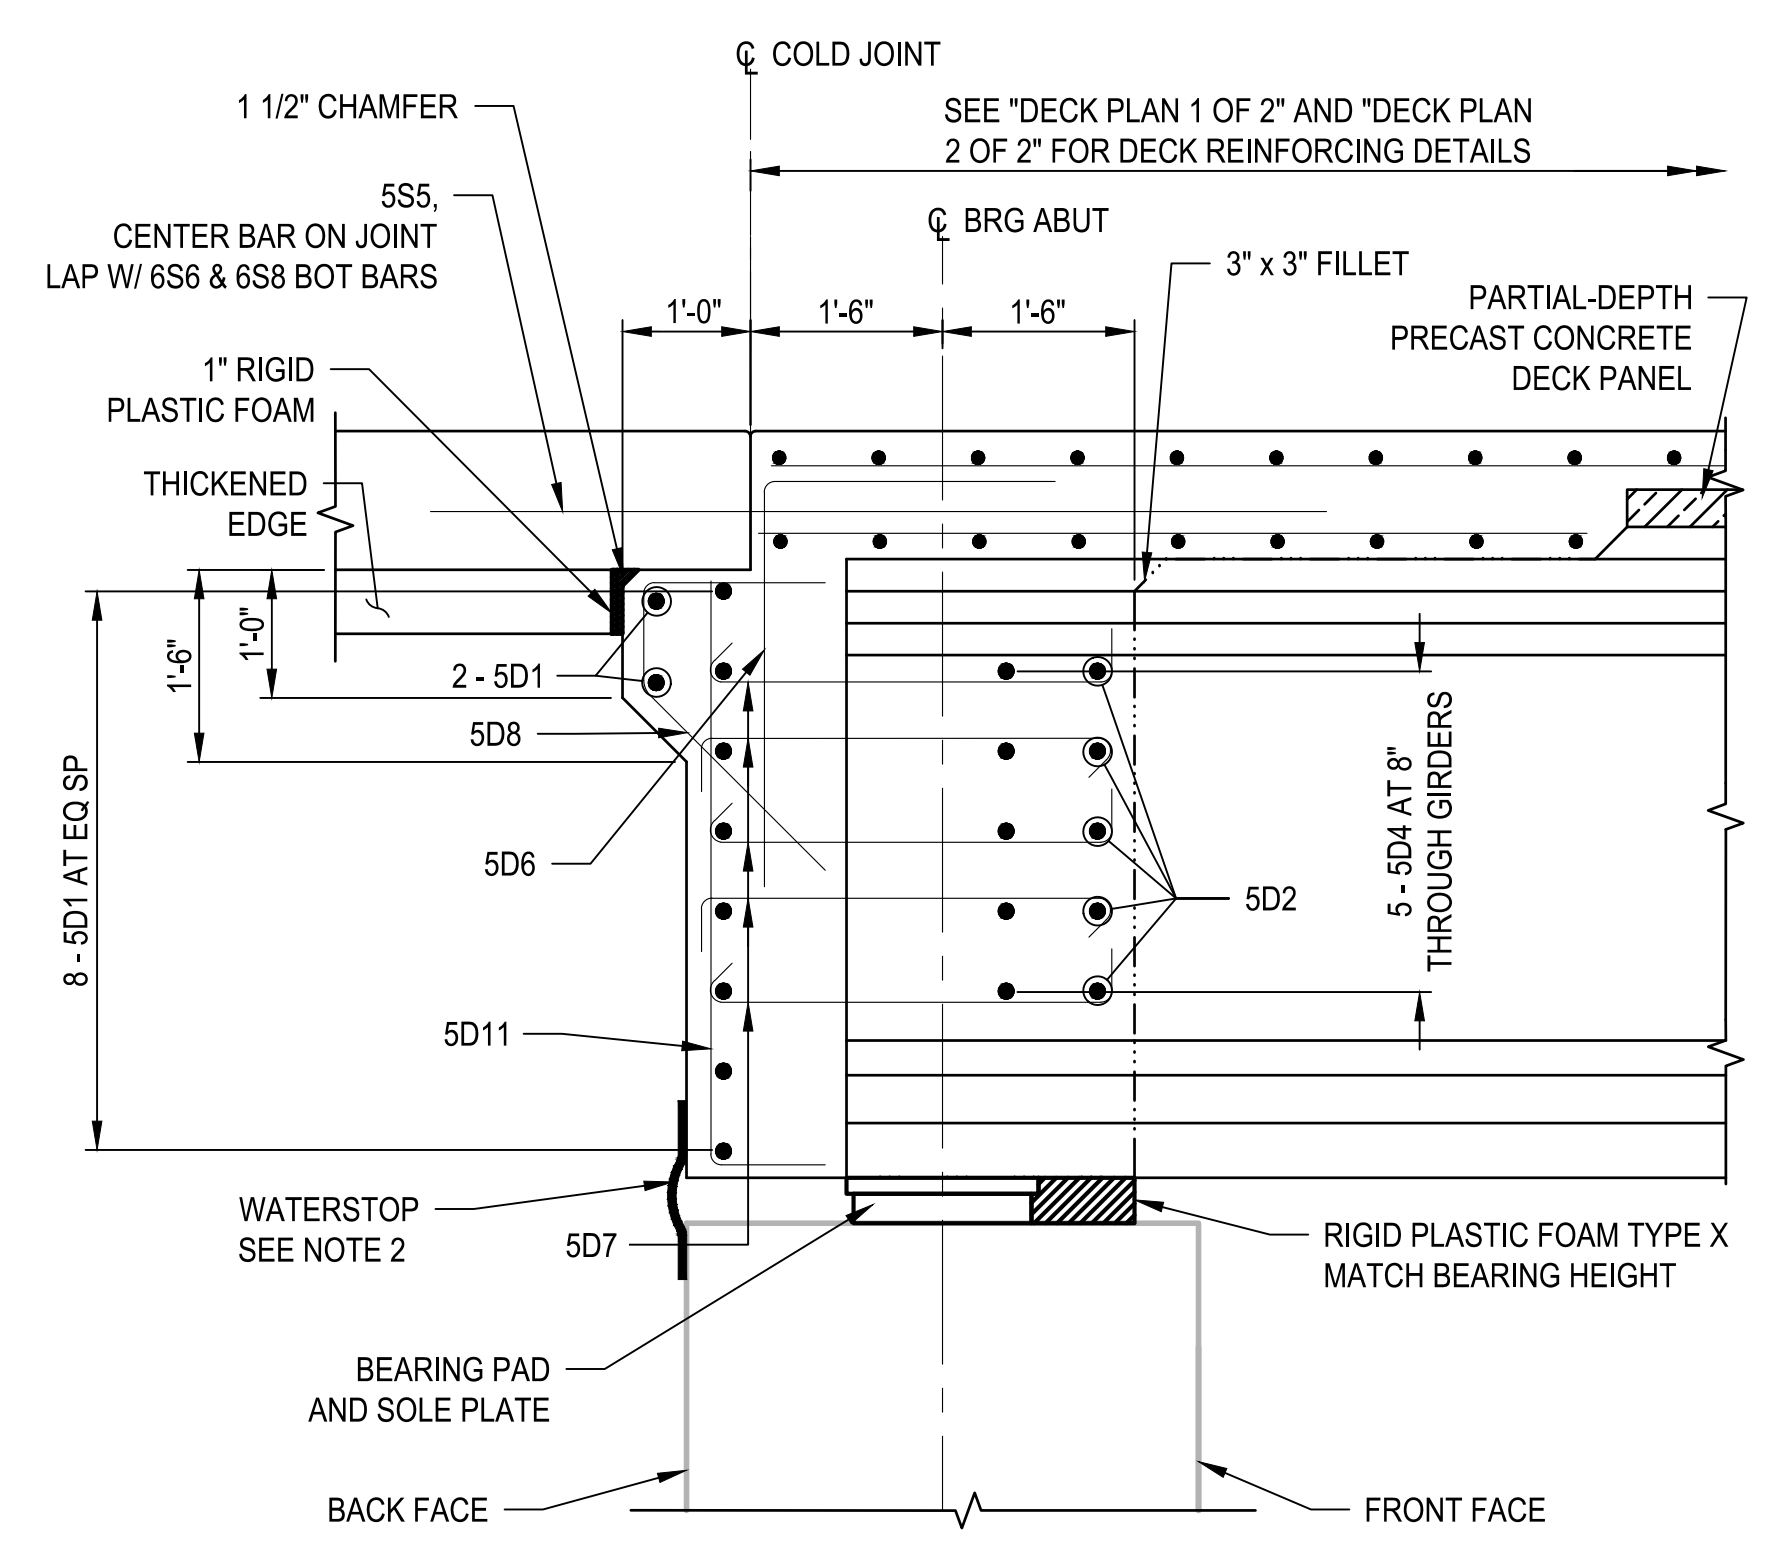 ℄ COLD JOINT
1 1/2" CHAMFER
SEE "DECK PLAN 1 OF 2" AND "DECK PLAN
2 OF 2" FOR DECK REINFORCING DETAILS
5S5,
CENTER BAR ON JOINT
LAP W/ 6S6 & 6S8 BOT BARS
℄ BRG ABUT
3" x 3" FILLET
PARTIAL-DEPTH
PRECAST CONCRETE
DECK PANEL
1'-0"
1'-6"
1'-6"
1" RIGID
PLASTIC FOAM
THICKENED
EDGE
1'-6"
1'-0"
2 - 5D1
5D8
5D6
8 - 5D1 AT EQ SP
5 - 5D4 AT 8"
THROUGH GIRDERS
5D2
5D11
WATERSTOP
SEE NOTE 2
5D7
RIGID PLASTIC FOAM TYPE X
MATCH BEARING HEIGHT
BEARING PAD
AND SOLE PLATE
BACK FACE
FRONT FACE